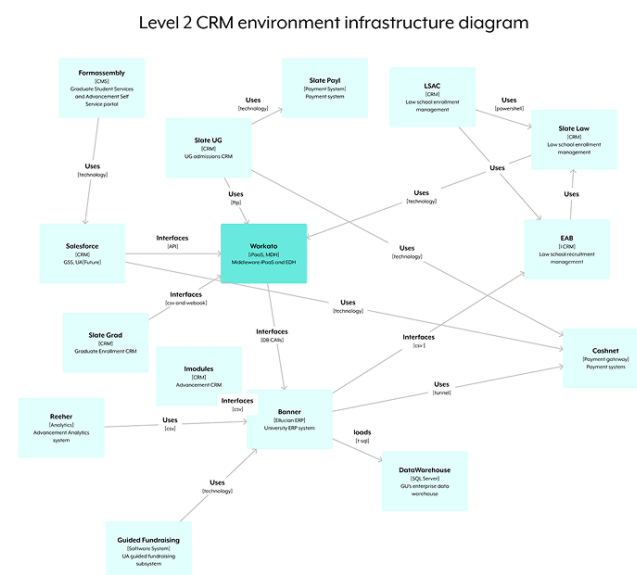 Level 2 CRM environment infrastructure diagram
Formassembly
[CMS]
Graduate Student Services
and Advancement Self
Service portal
Slate Payl
[Payment System]
Payment system
LSAC
[CRM]
Law school enrollment
management
Uses
[technology]
Uses
[powershell]
Slate UG
[CRM]
UG admissions CRM
Slate Law
[CRM]
Law school enrollment
management
Uses
[technology]
Uses
Uses
[ftp]
Uses
[technology]
Uses
Salesforce
[CRM]
GSS, UA[Future]
Interfaces
[API]
Workato
[iPaaS, MDH]
Middleware iPaaS and EDH
Uses
[technology]
EAB
[tCRM]
Law school recruitment
management
Interfaces
[csv and webook]
Uses
[technology]
Slate Grad
[CRM]
Graduate Enrollment CRM
Interfaces
[DB CAlls]
Interfaces
[csv]
Cashnet
[Payment gateway]
Payment system
Imodules
[CRM]
Advancement CRM
Uses
[tunnel]
Interfaces
[csv]
Reeher
[Analytics]
Advancement Analytics
system
Uses
[csv]
Banner
[Ellucian ERP]
University ERP system
loads
[t-sql]
DataWarehouse
[SQL Server]
GU's enterprise data
warehouse
Uses
[technology]
Guided Fundraising
[Software System]
UA guided fundraising
subsystem